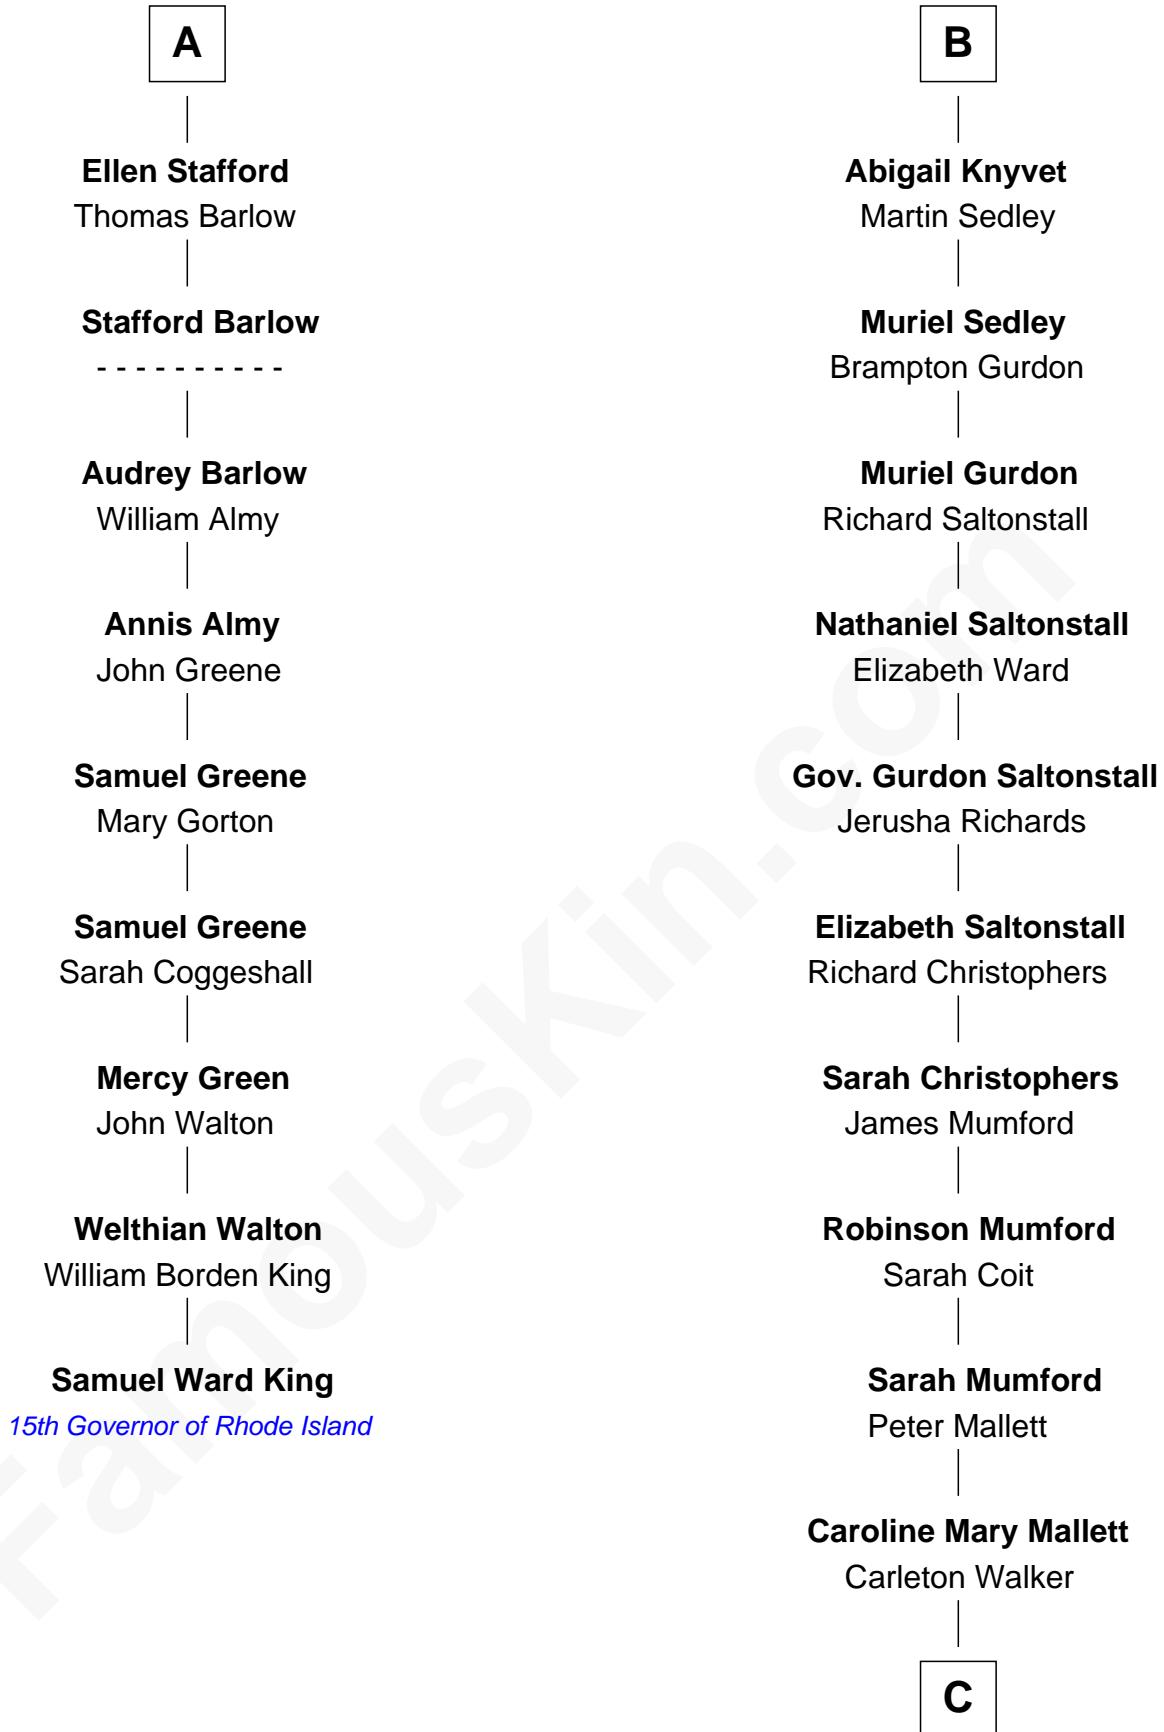 A
Ellen Stafford
Thomas Barlow
Stafford Barlow
- - - - - - - - - -
Audrey Barlow
William Almy
Annis Almy
John Greene
Samuel Greene
Mary Gorton
Samuel Greene
Sarah Coggeshall
Mercy Green
John Walton
Welthian Walton
William Borden King
Samuel Ward King
15th Governor of Rhode Island
B
Abigail Knyvet
Martin Sedley
Muriel Sedley
Brampton Gurdon
Muriel Gurdon
Richard Saltonstall
Nathaniel Saltonstall
Elizabeth Ward
Gov. Gurdon Saltonstall
Jerusha Richards
Elizabeth Saltonstall
Richard Christophers
Sarah Christophers
James Mumford
Robinson Mumford
Sarah Coit
Sarah Mumford
Peter Mallett
Caroline Mary Mallett
Carleton Walker
C
FamousKin.com